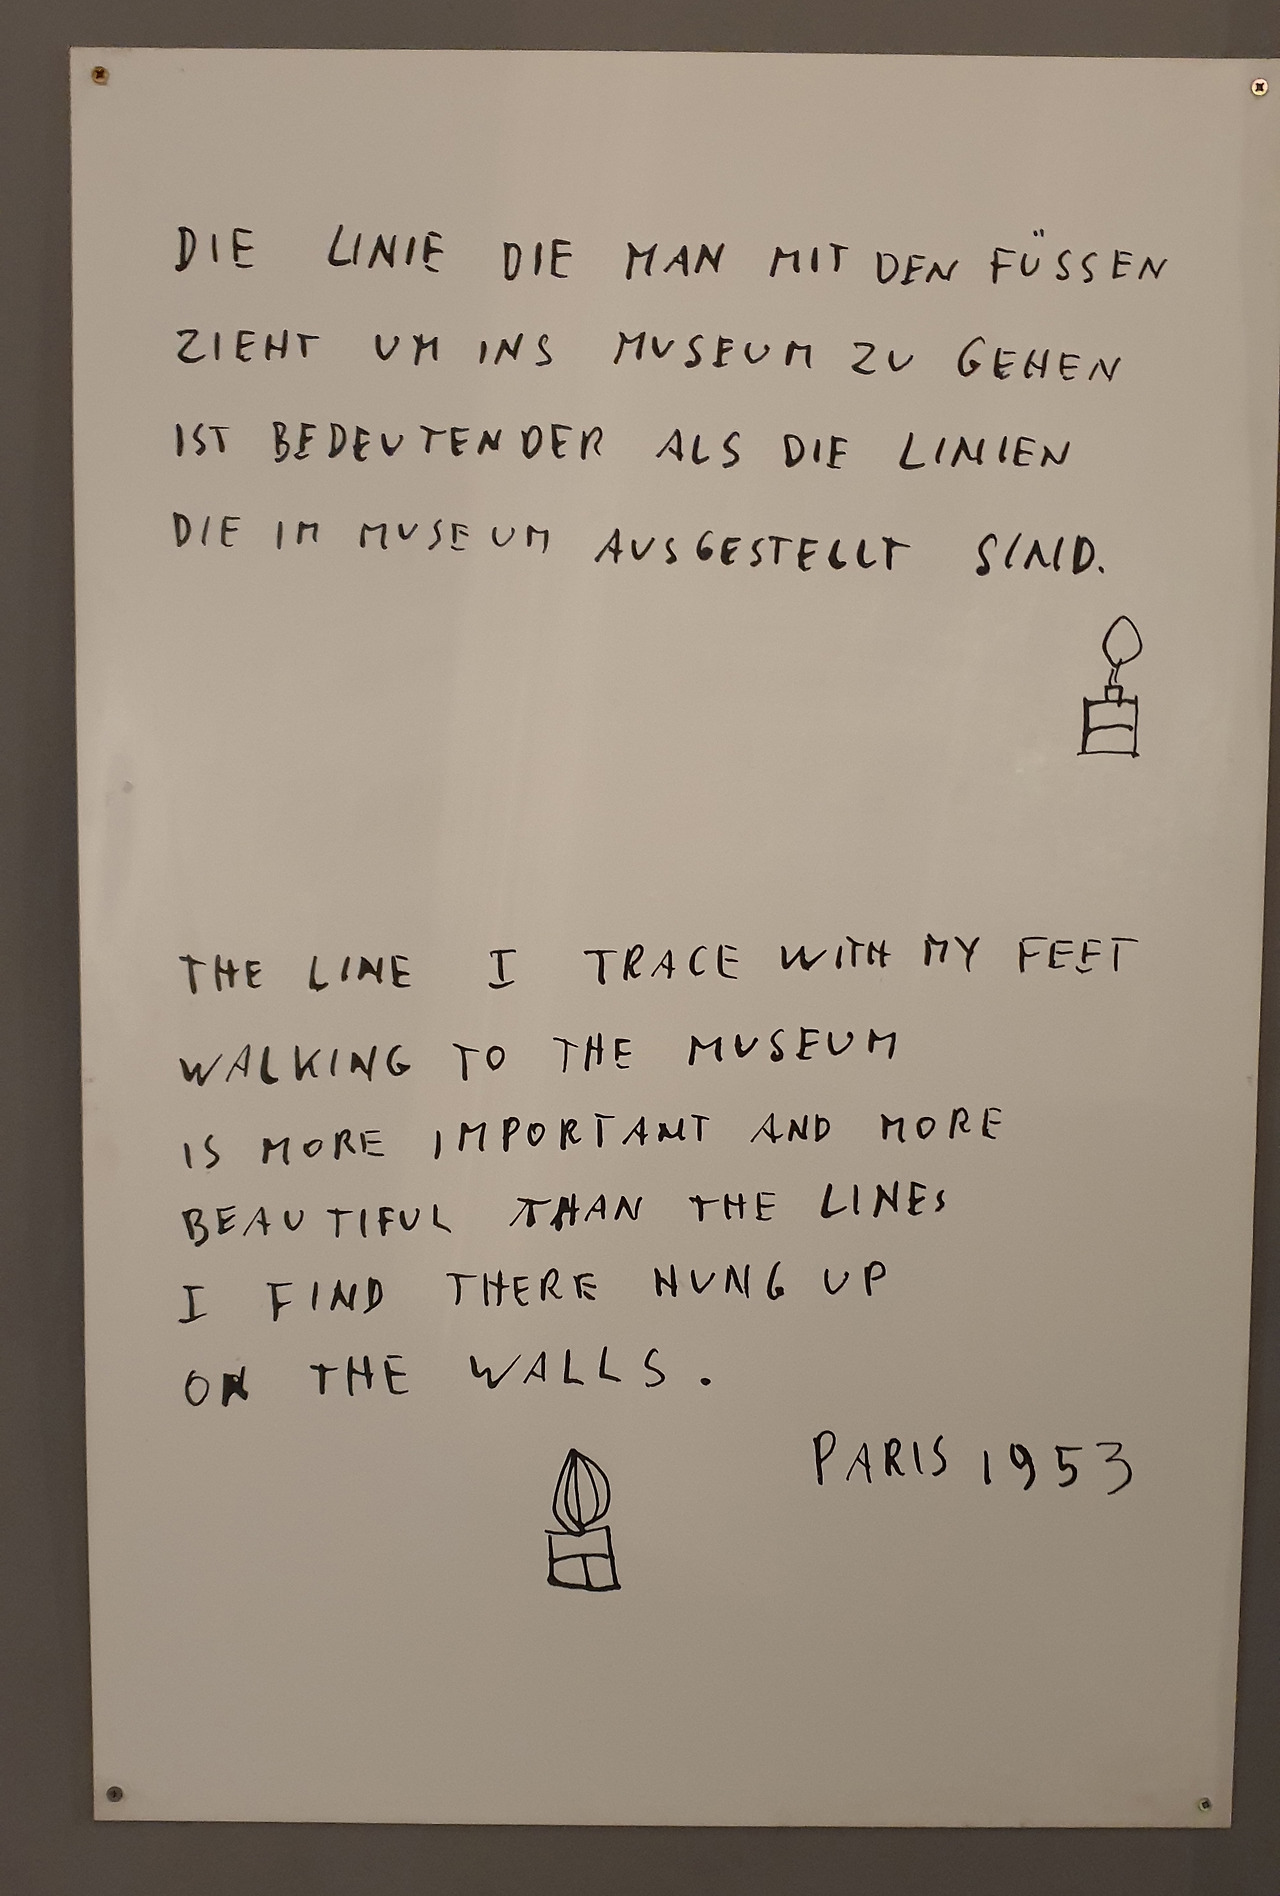 DIE LINIE DIE MAN MIT DEN FÜSSEN
ZIEHT UM INS MUSEUM ZU GEHEN
IST BEDEUTENDER ALS DIE LINIEN
DIE IM MUSEUM AUSGESTELLT SIND.
THE LINE I TRACE WITH MY FEET
WALKING TO THE MUSEUM
IS MORE IMPORTANT AND MORE
BEAUTIFUL THAN THE LINES
I FIND THERE HUNG UP
ON THE WALLS.
PARIS 1953